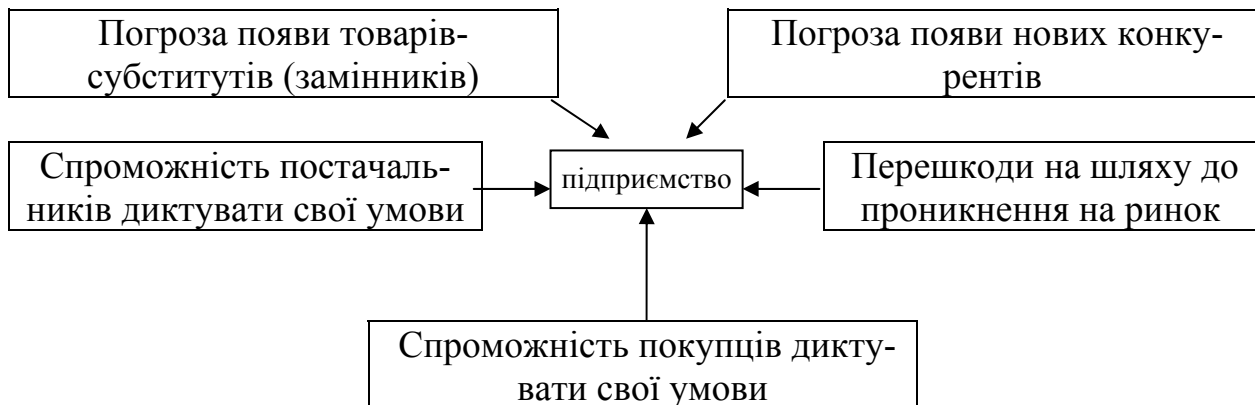 Погроза появи товарів-
субститутів (замінників)
Погроза появи нових конку-
рентів
Спроможність постачаль-
ників диктувати свої умови
підприємство
Перешкоди на шляху до
проникнення на ринок
Спроможність покупців дикту-
вати свої умови